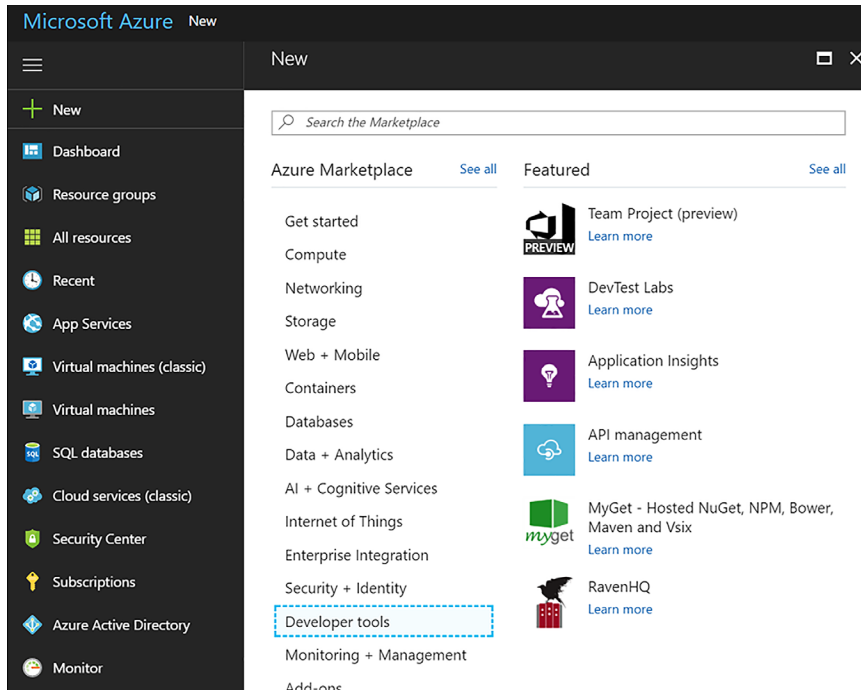 Microsoft Azure New
New
New
Search the Marketplace
Dashboard
Resource groups
All resources
Recent
App Services
Virtual machines (classic)
Virtual machines
SQL databases
Cloud services (classic)
Security Center
Subscriptions
Azure Active Directory
Monitor
Azure Marketplace See all
Get started
Compute
Networking
Storage
Web + Mobile
Containers
Databases
Data + Analytics
AI + Cognitive Services
Internet of Things
Enterprise Integration
Security + Identity
Developer tools
Monitoring + Management
Add-ons
Featured See all
PREVIEW
Team Project (preview)
Learn more
DevTest Labs
Learn more
Application Insights
Learn more
API management
Learn more
myget
MyGet - Hosted NuGet, NPM, Bower,
Maven and Vsix
Learn more
RavenHQ
Learn more
SQL